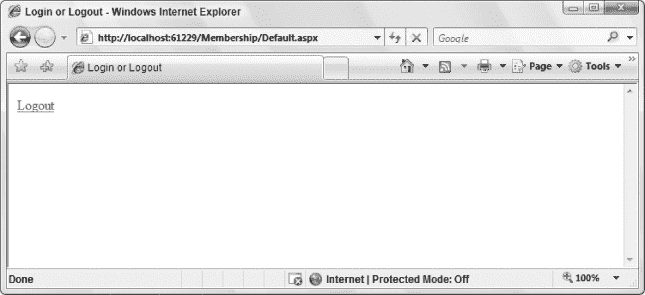 Login or Logout - Windows Internet Explorer
http://localhost:61229/Membership/Default.aspx
Google
Login or Logout
Page
Tools
Logout
Done
Internet | Protected Mode: Off
100%